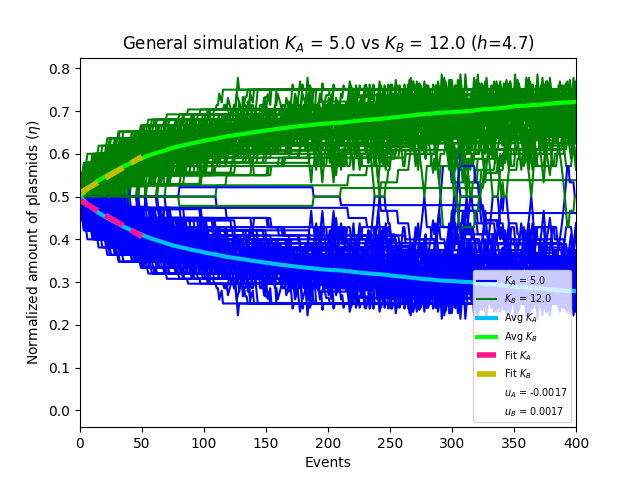 General simulation K_A = 5.0 vs K_B = 12.0 (h=4.7)
Normalized amount of plasmids (η)
0.8
0.7
0.6
0.5
0.4
0.3
0.2
0.1
0.0
K_A = 5.0
K_B = 12.0
Avg K_A
Avg K_B
Fit K_A
Fit K_B
u_A = -0.0017
u_B = 0.0017
0 50 100 150 200 250 300 350 400
Events